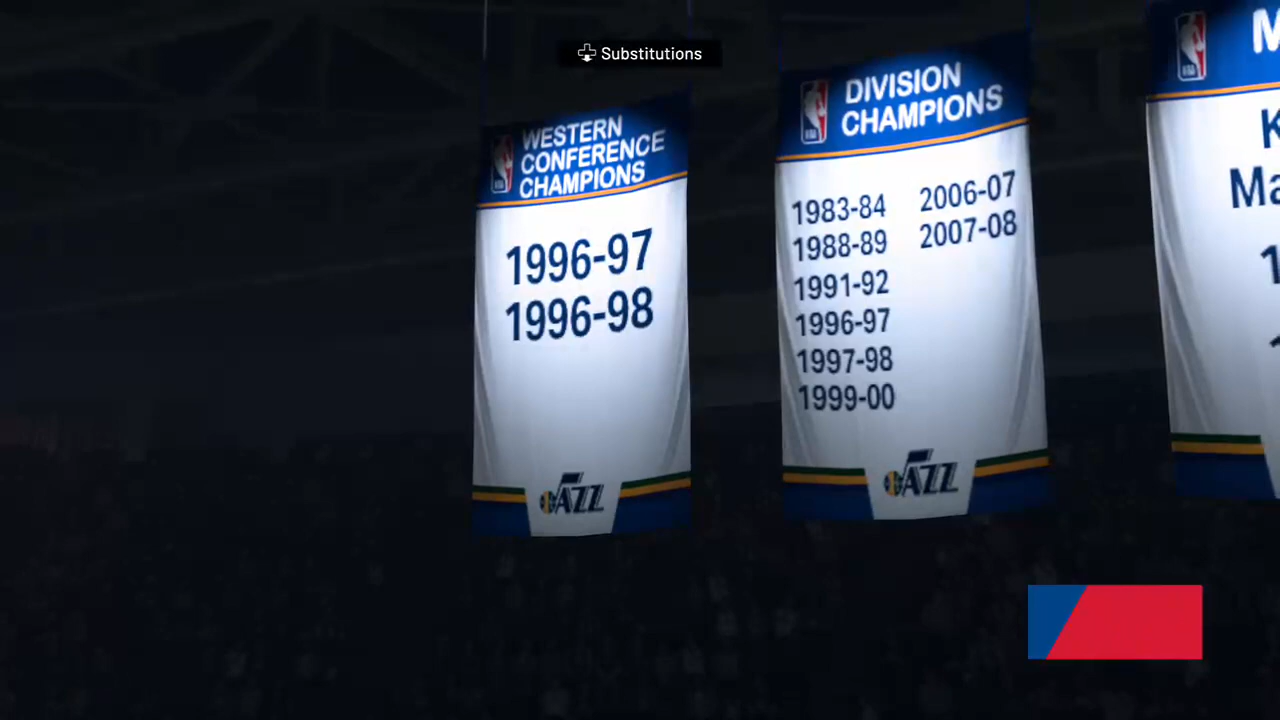 Substitutions
WESTERN
CONFERENCE
CHAMPIONS
1996-97
1996-98
JAZZ
DIVISION
CHAMPIONS
1983-84 2006-07
1988-89 2007-08
1991-92
1996-97
1997-98
1999-00
JAZZ